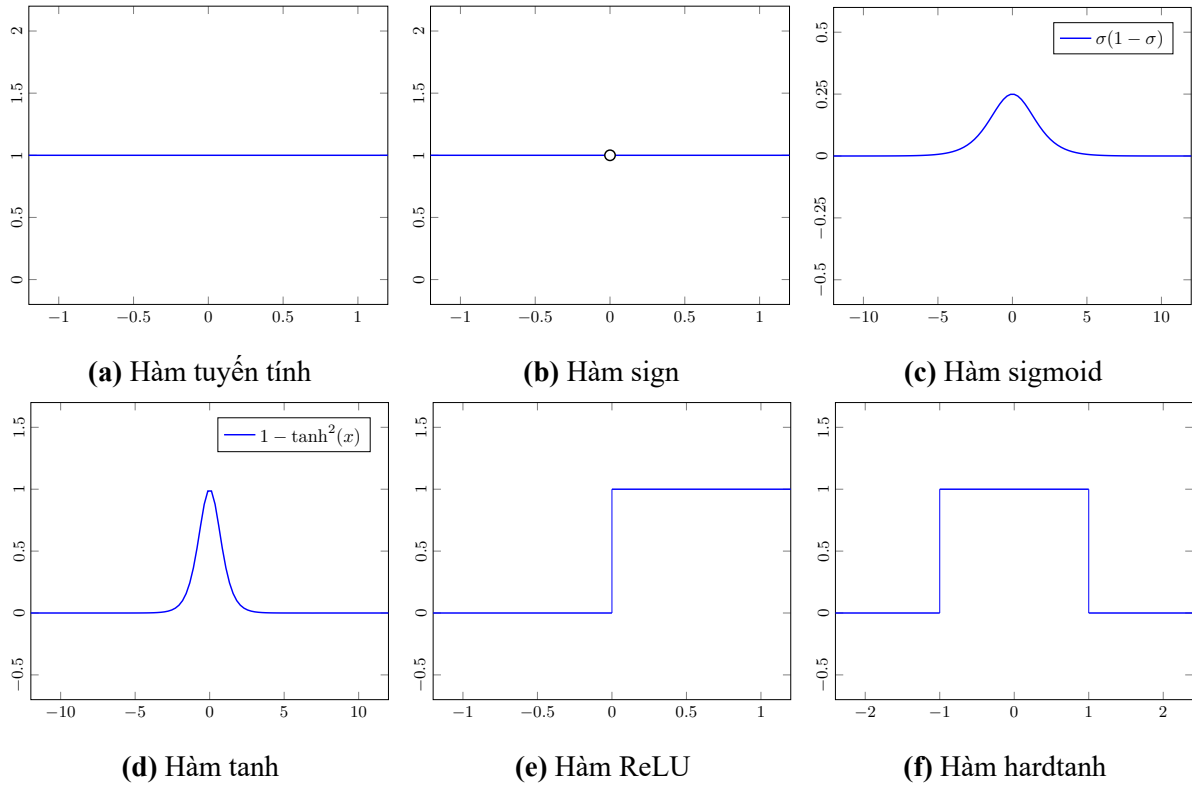 2
1.5
1
0.5
0
−1 −0.5 0 0.5 1
(a) Hàm tuyến tính
2
1.5
1
0.5
0
−1 −0.5 0 0.5 1
(b) Hàm sign
0.5
0.25
0
−0.25
−0.5
−10 −5 0 5 10
σ(1 − σ)
(c) Hàm sigmoid
1.5
1
0.5
0
−0.5
−10 −5 0 5 10
1 − tanh²(x)
(d) Hàm tanh
1.5
1
0.5
0
−0.5
−1 −0.5 0 0.5 1
(e) Hàm ReLU
1.5
1
0.5
0
−0.5
−2 −1 0 1 2
(f) Hàm hardtanh